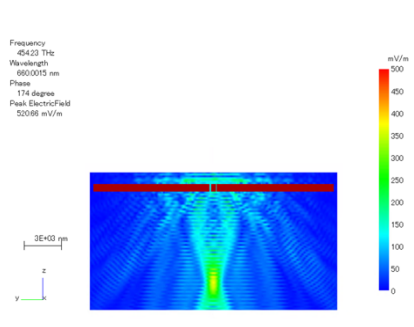 Frequency
454.23 THz
Wavelength
660.0015 nm
Phase
174 degree
Peak ElectricField
520.66 mV/m
mV/m
500
450
400
350
300
250
200
150
100
50
0
3E+03 nm
z
y
x